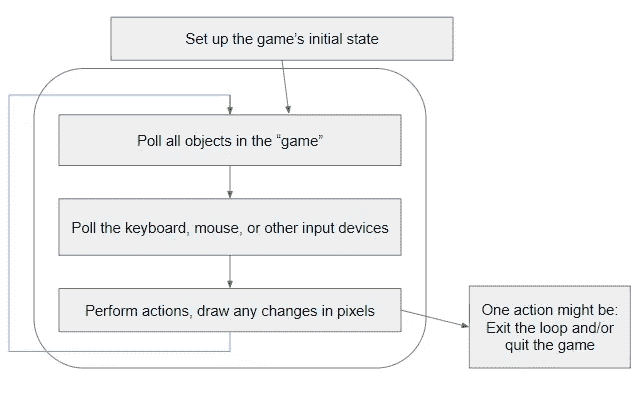 Set up the game's initial state
Poll all objects in the “game”
Poll the keyboard, mouse, or other input devices
Perform actions, draw any changes in pixels
One action might be:
Exit the loop and/or
quit the game